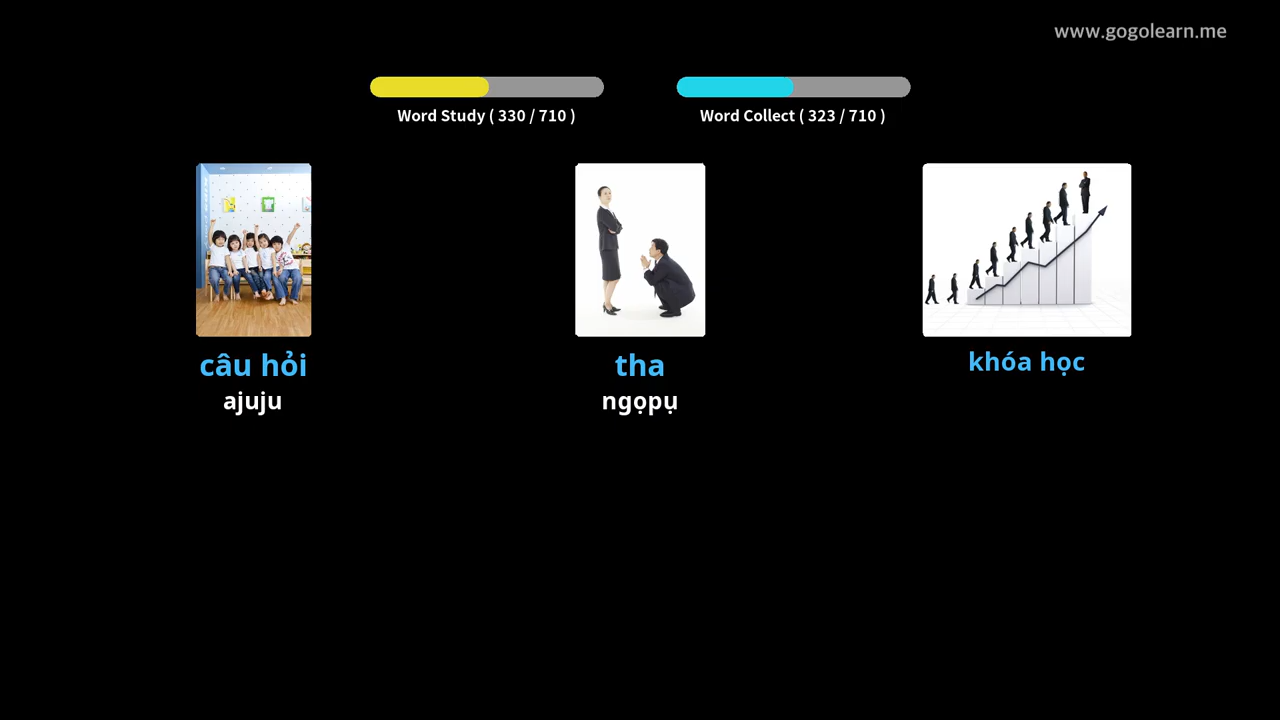 www.gogolearn.me
Word Study ( 330 / 710 )
Word Collect ( 323 / 710 )
câu hỏi
ajuju
tha
ngọpụ
khóa học